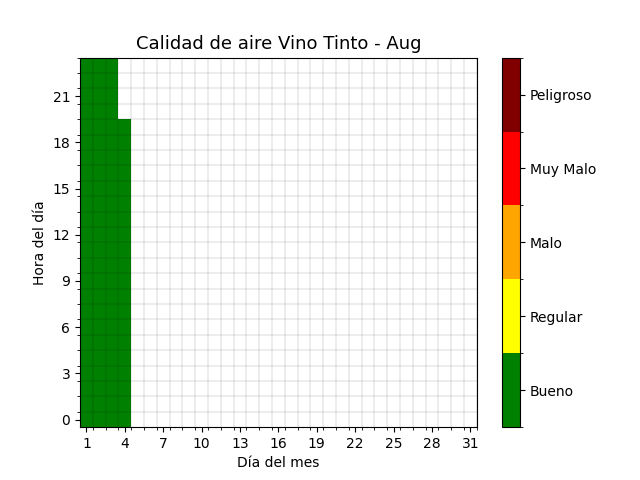 Calidad de aire Vino Tinto - Aug
Hora del día
21
18
15
12
9
6
3
0
1 4 7 10 13 16 19 22 25 28 31
Día del mes
Peligroso
Muy Malo
Malo
Regular
Bueno